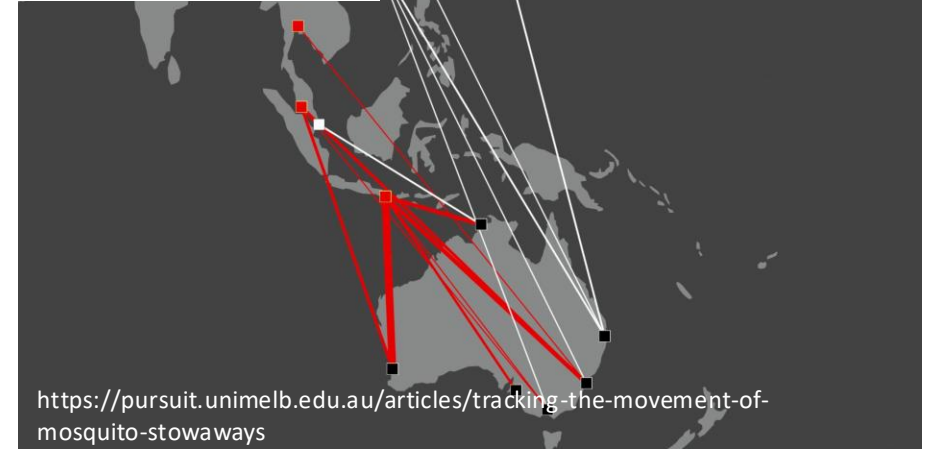 https://pursuit.unimelb.edu.au/articles/tracking-the-movement-of-
mosquito-stowaways